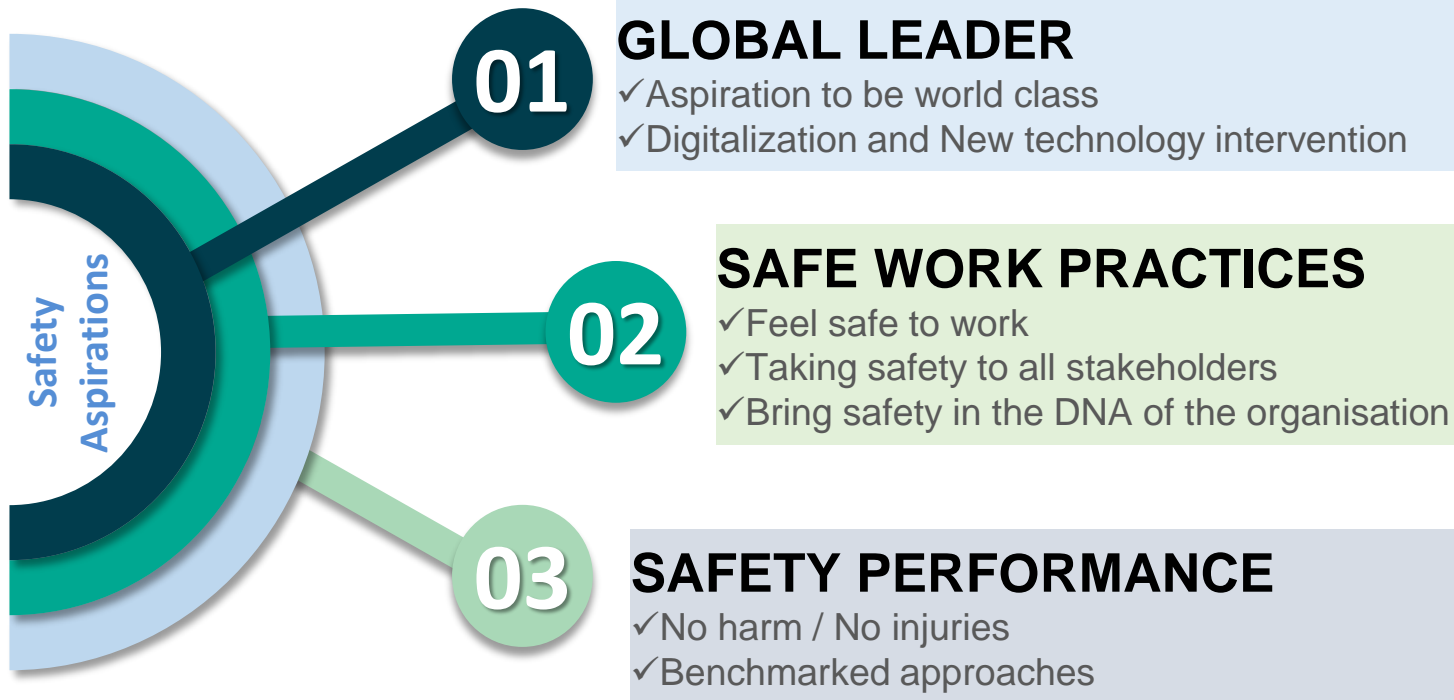 Safety
Aspirations
01
GLOBAL LEADER
✓Aspiration to be world class
✓Digitalization and New technology intervention
02
SAFE WORK PRACTICES
✓Feel safe to work
✓Taking safety to all stakeholders
✓Bring safety in the DNA of the organisation
03
SAFETY PERFORMANCE
✓No harm / No injuries
✓Benchmarked approaches